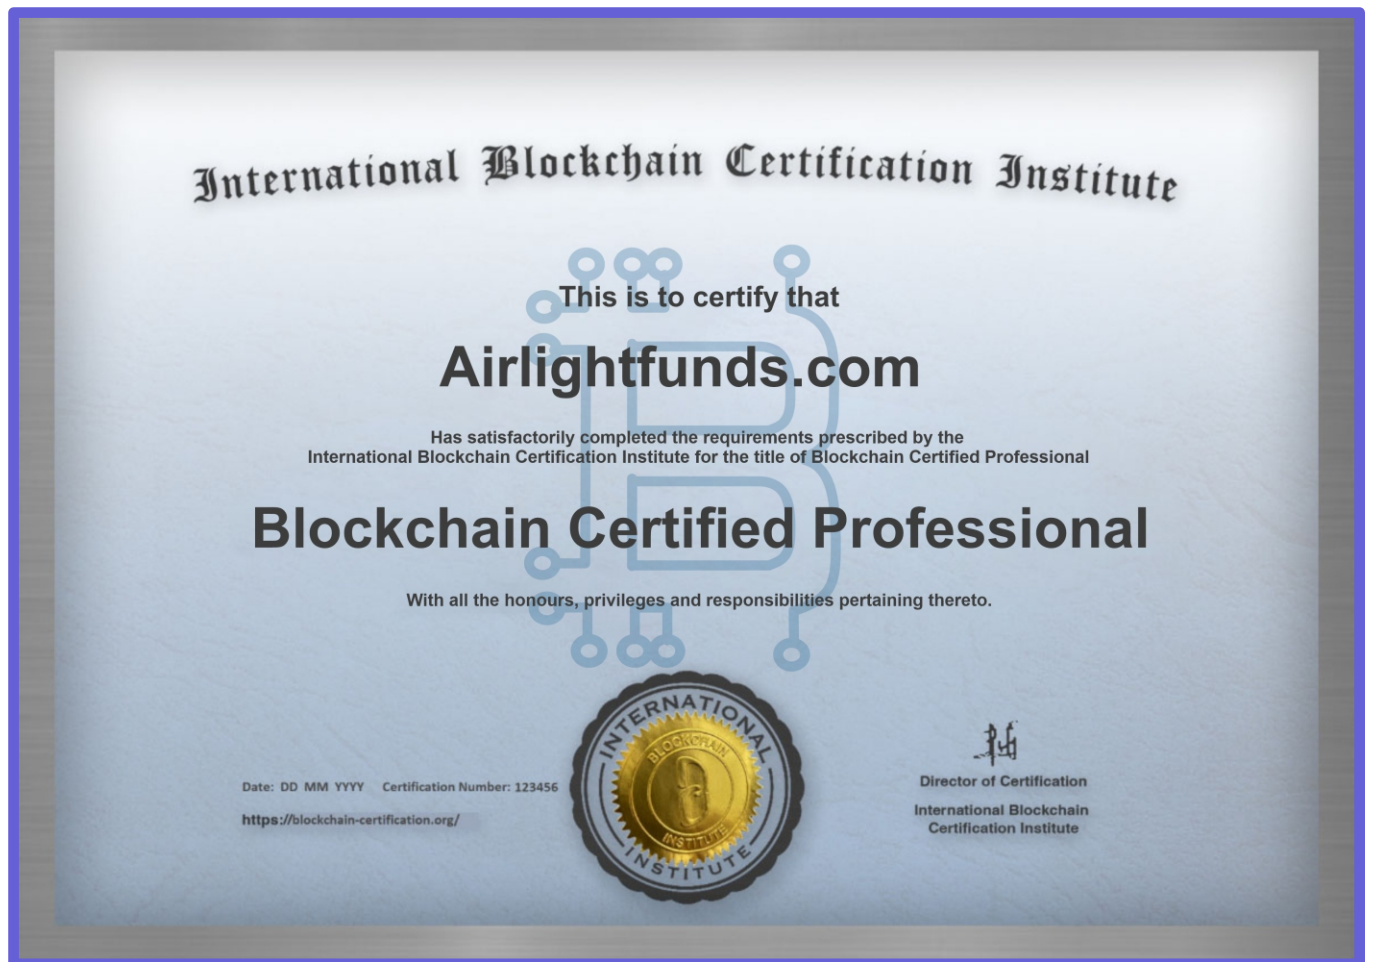 International Blockchain Certification Institute
This is to certify that
Airlightfunds.com
Has satisfactorily completed the requirements prescribed by the
International Blockchain Certification Institute for the title of Blockchain Certified Professional
Blockchain Certified Professional
With all the honours, privileges and responsibilities pertaining thereto.
INTERNATIONAL
BLOCKCHAIN
INSTITUTE
INSTITUTE
Date: DD MM YYYY Certification Number: 123456
https://blockchain-certification.org/
Director of Certification
International Blockchain
Certification Institute